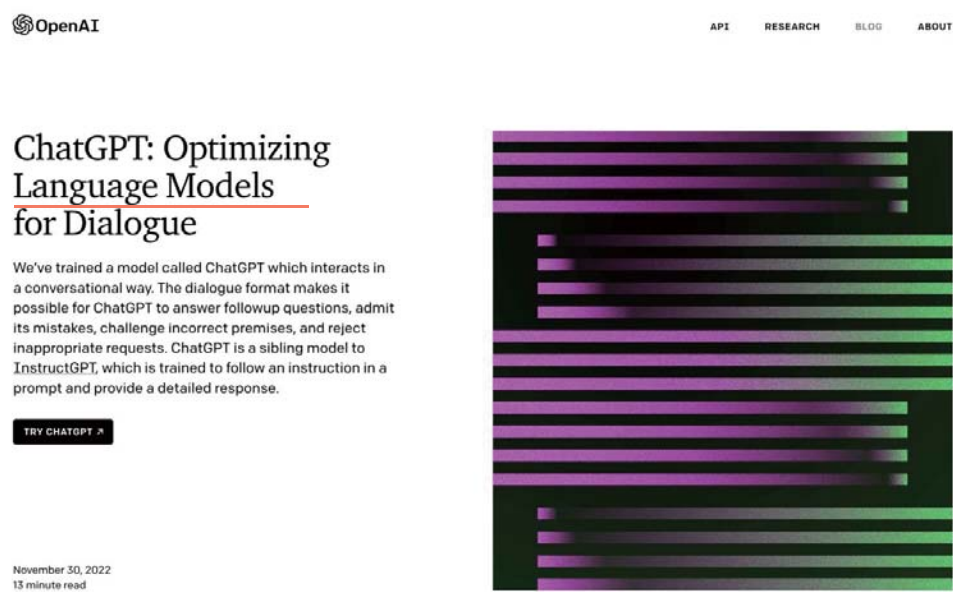 OpenAI
API RESEARCH BLOG ABOUT
ChatGPT: Optimizing
Language Models
for Dialogue
We've trained a model called ChatGPT which interacts in
a conversational way. The dialogue format makes it
possible for ChatGPT to answer followup questions, admit
its mistakes, challenge incorrect premises, and reject
inappropriate requests. ChatGPT is a sibling model to
InstructGPT, which is trained to follow an instruction in a
prompt and provide a detailed response.
TRY CHATGPT ↗
November 30, 2022
13 minute read